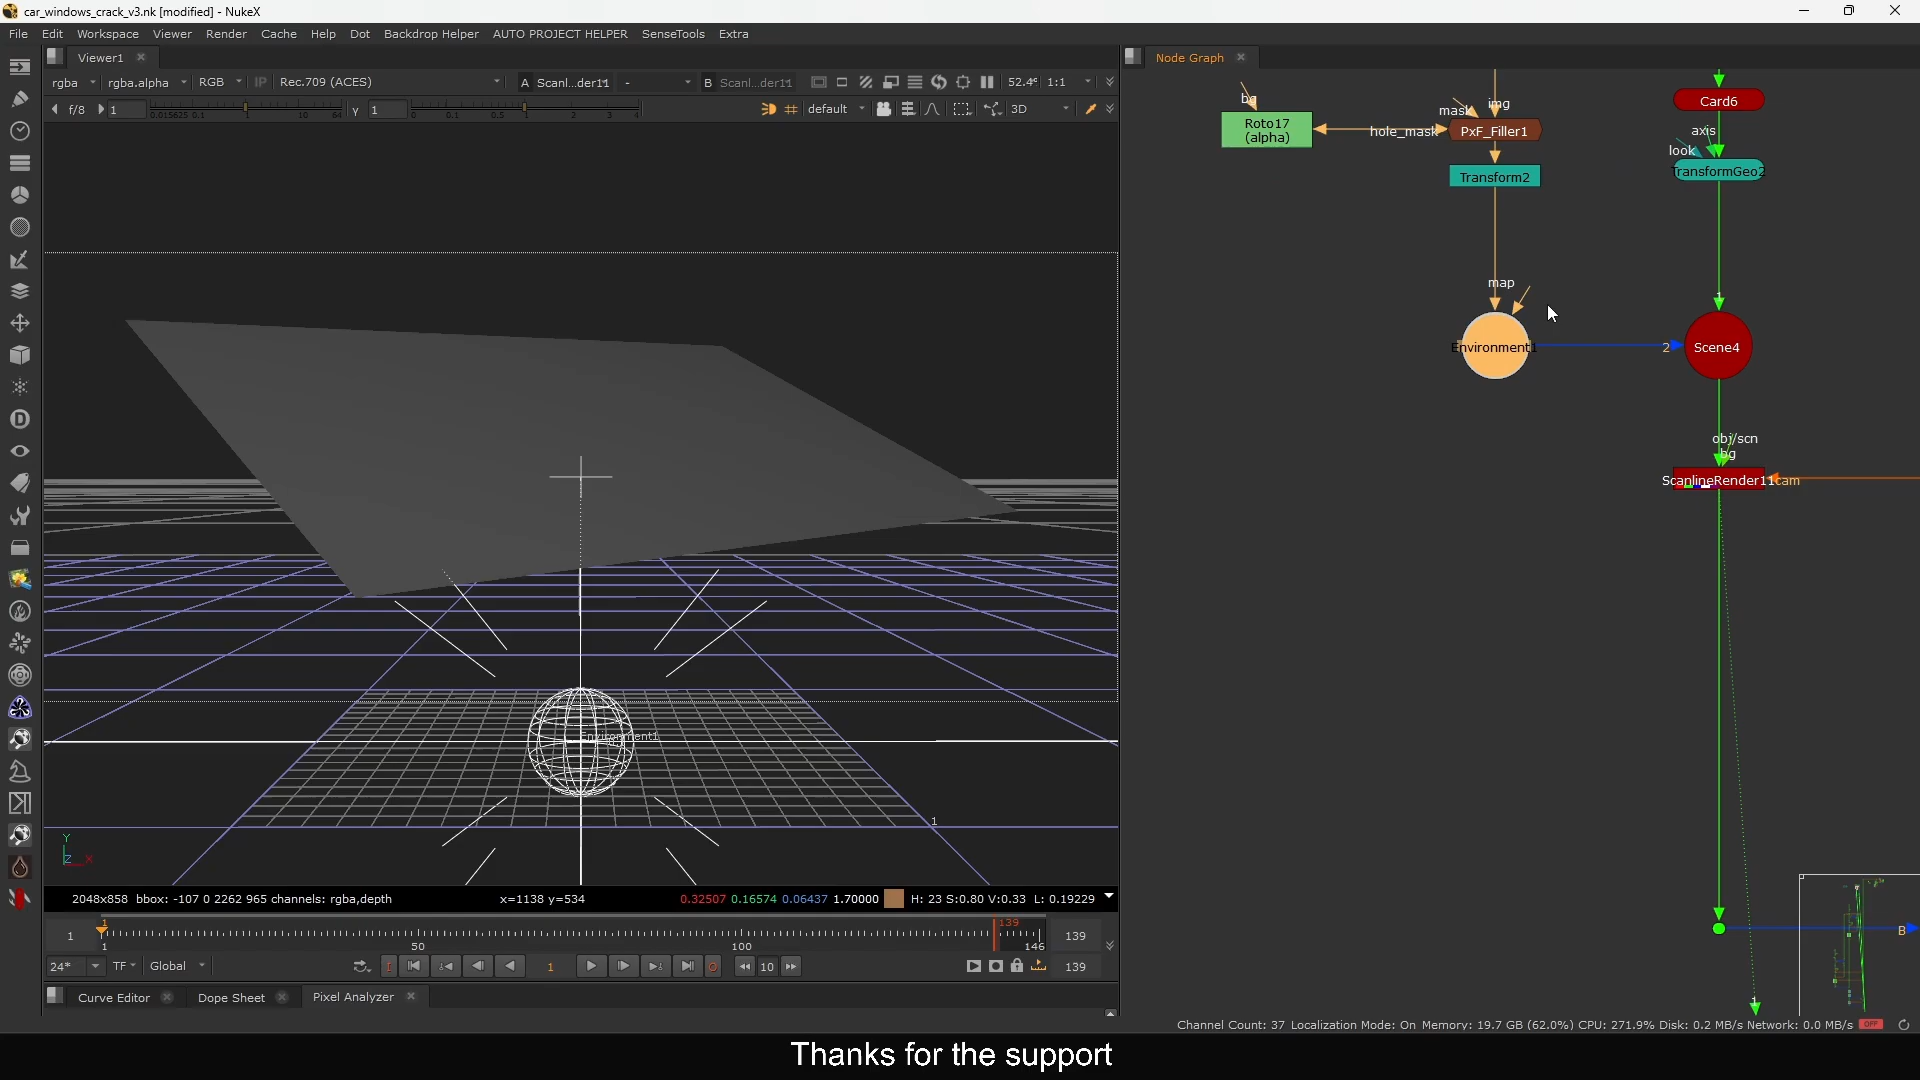 car_windows_crack_v3.nk [modified] - NukeX
File Edit Workspace Viewer Render Cache Help Dot Backdrop Helper AUTO PROJECT HELPER SenseTools Extra
Viewer1
Node Graph
rgba rgba.alpha RGB IP Rec.709 (ACES) A Scanl...der11 - B Scanl...der11 52.4* 1:1
f/8 1 Y 1 default 3D
bg
Roto17
(alpha)
hole_mask
mask
img
PxF_Filler1
Transform2
map
Environment1
Card6
axis
look
TransformGeo2
1
2
Scene4
obj/scn
bg
ScanlineRender11 cam
B
1
Environment1
1
Y
Z X
2048x858 bbox: -107 0 2262 965 channels: rgba,depth x=1138 y=534 0.32507 0.16574 0.06437 1.70000 H: 23 S:0.80 V:0.33 L: 0.19229
1 1 139 139
1 50 100 146
24* TF Global 1 10 139
Curve Editor Dope Sheet Pixel Analyzer
Channel Count: 37 Localization Mode: On Memory: 19.7 GB (62.0%) CPU: 271.9% Disk: 0.2 MB/s Network: 0.0 MB/s OFF
Thanks for the support